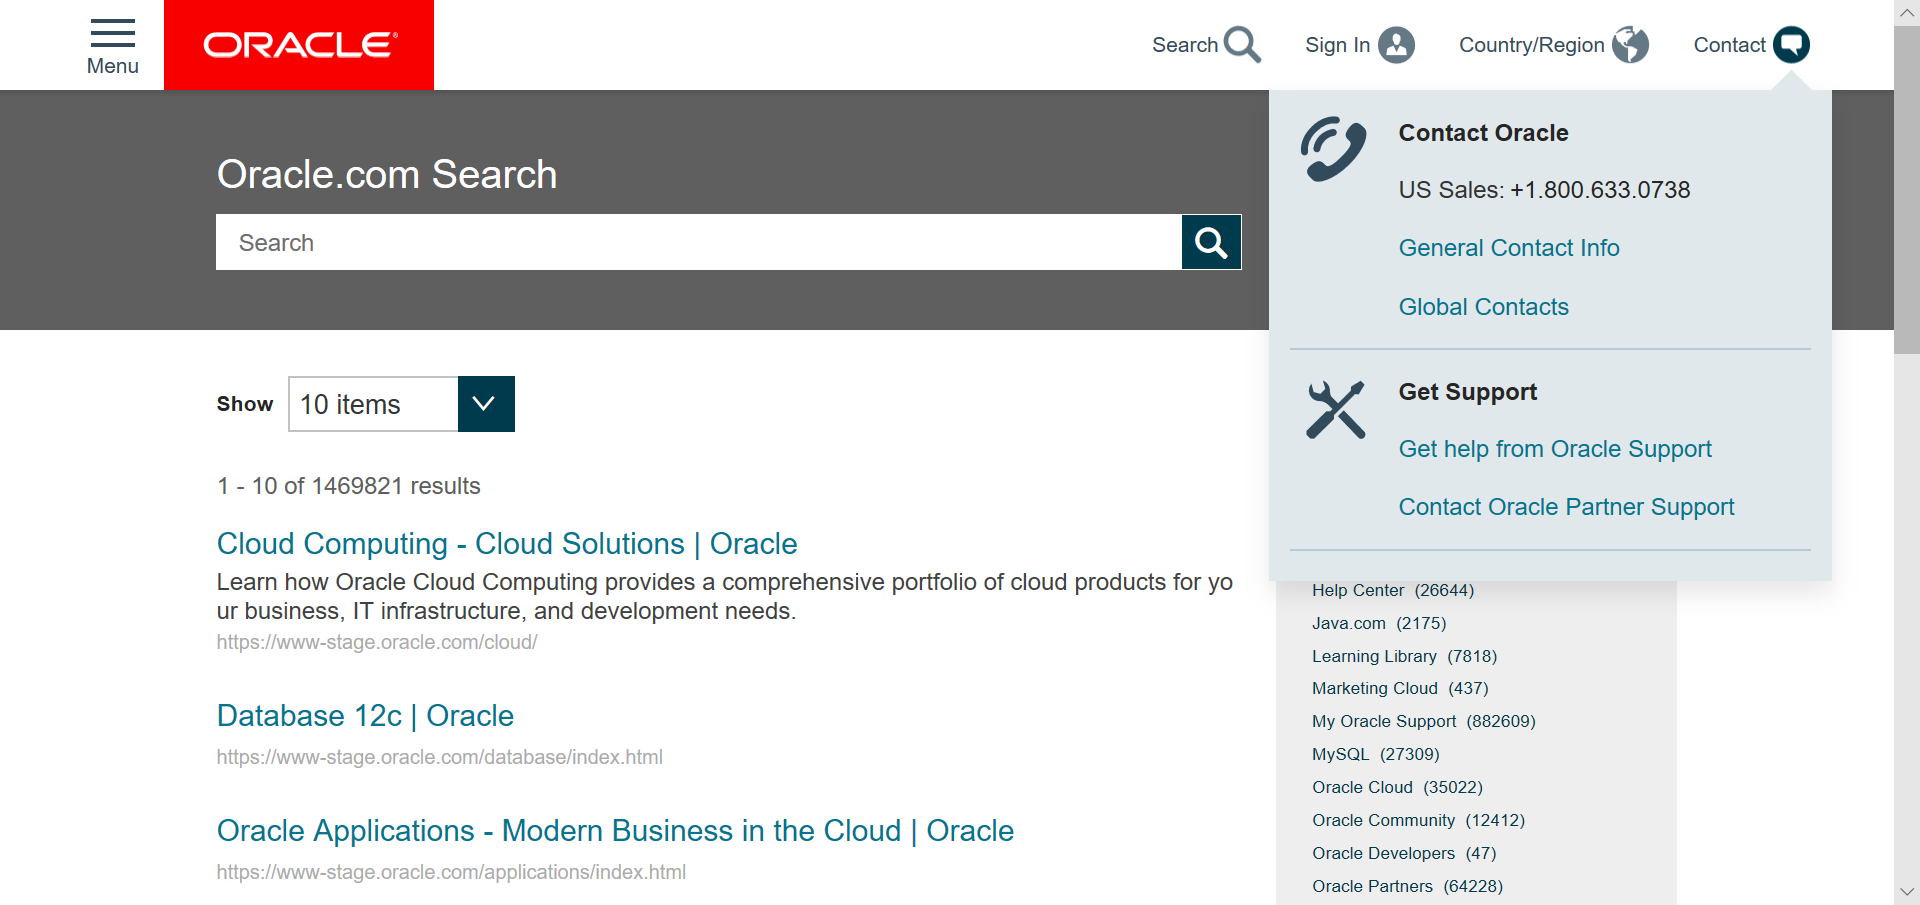 Menu
ORACLE®
Search
Sign In
Country/Region
Contact
Oracle.com Search
Search
Contact Oracle
US Sales: +1.800.633.0738
General Contact Info
Global Contacts
Get Support
Get help from Oracle Support
Contact Oracle Partner Support
Show
10 items
1 - 10 of 1469821 results
Cloud Computing - Cloud Solutions | Oracle
Learn how Oracle Cloud Computing provides a comprehensive portfolio of cloud products for yo
ur business, IT infrastructure, and development needs.
https://www-stage.oracle.com/cloud/
Database 12c | Oracle
https://www-stage.oracle.com/database/index.html
Oracle Applications - Modern Business in the Cloud | Oracle
https://www-stage.oracle.com/applications/index.html
Help Center (26644)
Java.com (2175)
Learning Library (7818)
Marketing Cloud (437)
My Oracle Support (882609)
MySQL (27309)
Oracle Cloud (35022)
Oracle Community (12412)
Oracle Developers (47)
Oracle Partners (64228)